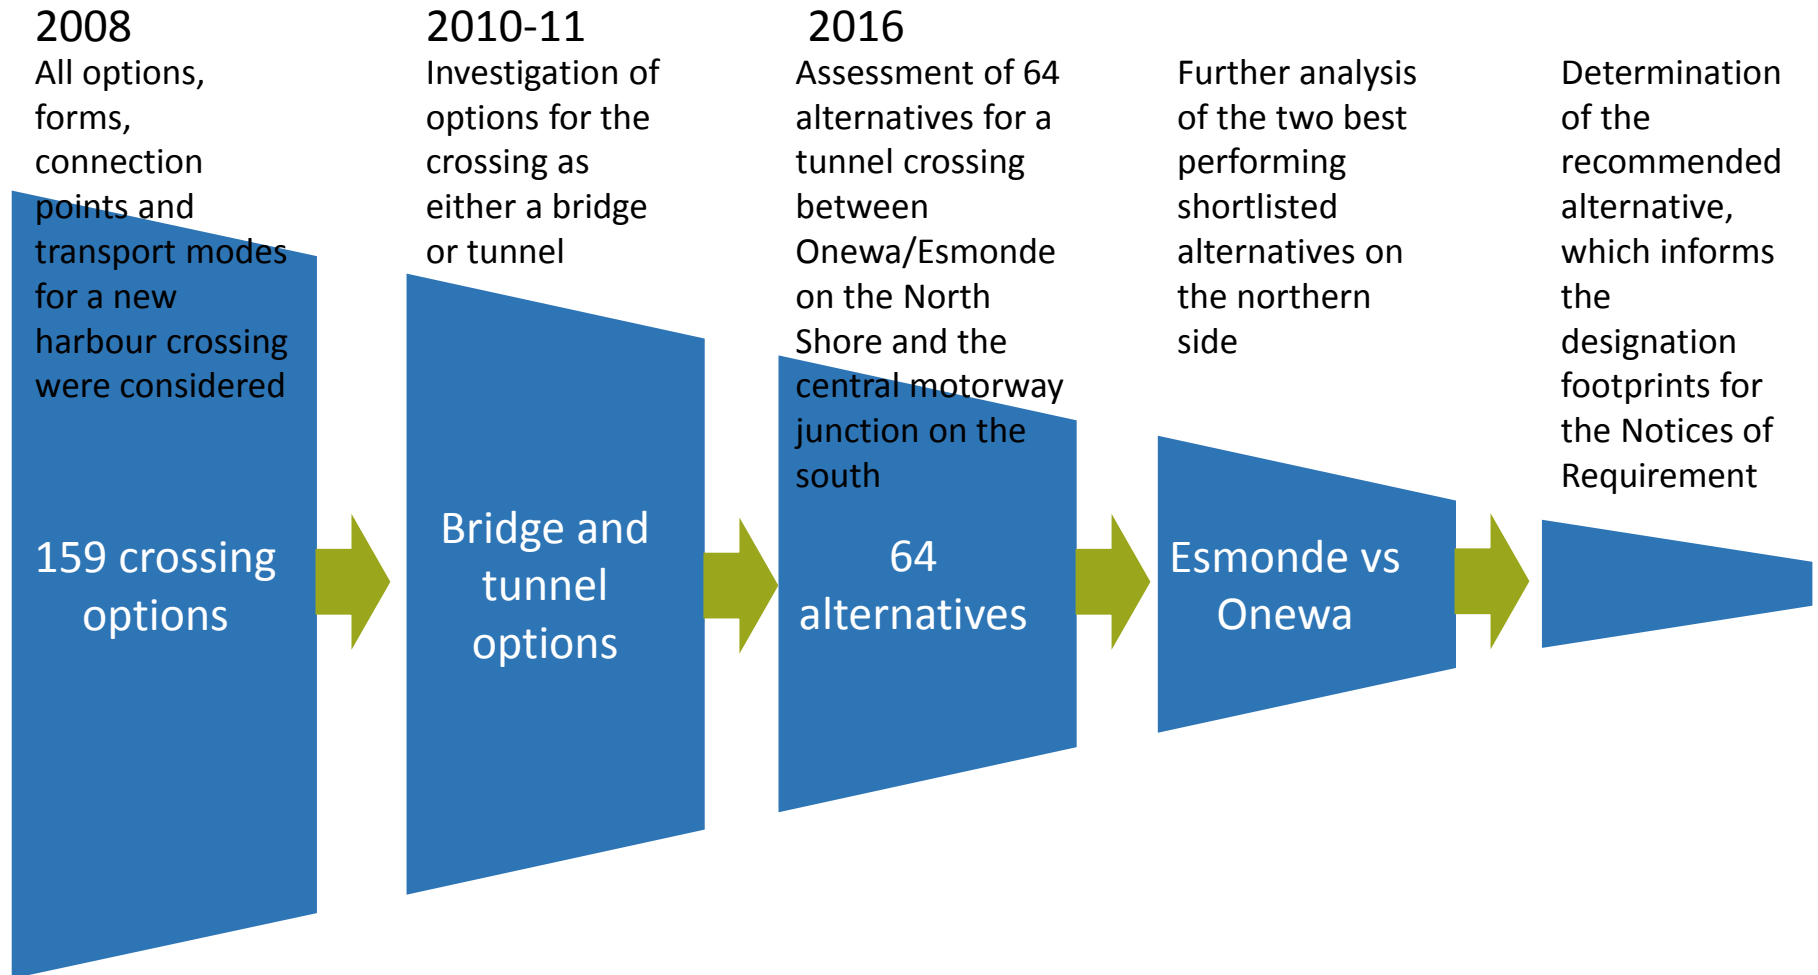 2008
All options,
forms,
connection
points and
transport modes
for a new
harbour crossing
were considered
159 crossing
options
2010-11
Investigation of
options for the
crossing as
either a bridge
or tunnel
Bridge and
tunnel
options
2016
Assessment of 64
alternatives for a
tunnel crossing
between
Onewa/Esmonde
on the North
Shore and the
central motorway
junction on the
south
64
alternatives
Further analysis
of the two best
performing
shortlisted
alternatives on
the northern
side
Esmonde vs
Onewa
Determination
of the
recommended
alternative,
which informs
the
designation
footprints for
the Notices of
Requirement